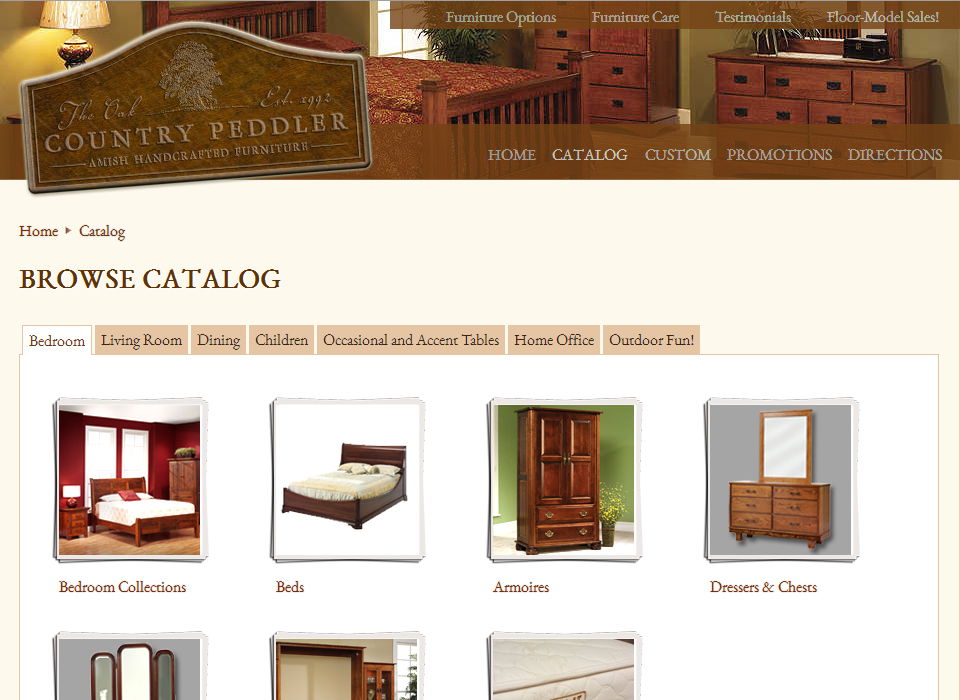 Furniture Options Furniture Care Testimonials Floor-Model Sales!
The Oak Est. 1992
COUNTRY PEDDLER
AMISH HANDCRAFTED FURNITURE
HOME CATALOG CUSTOM PROMOTIONS DIRECTIONS
Home Catalog
BROWSE CATALOG
Bedroom Living Room Dining Children Occasional and Accent Tables Home Office Outdoor Fun!
Bedroom Collections Beds Armoires Dressers & Chests